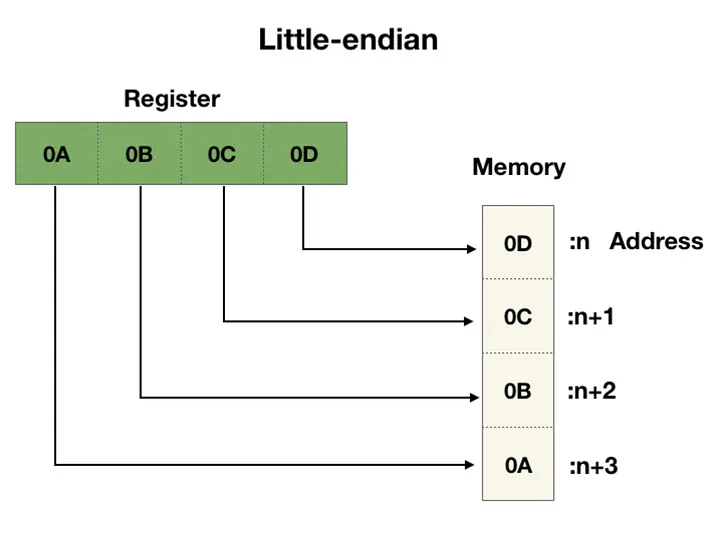 Little-endian
Register
0A 0B 0C 0D
Memory
0D :n Address
0C :n+1
0B :n+2
0A :n+3